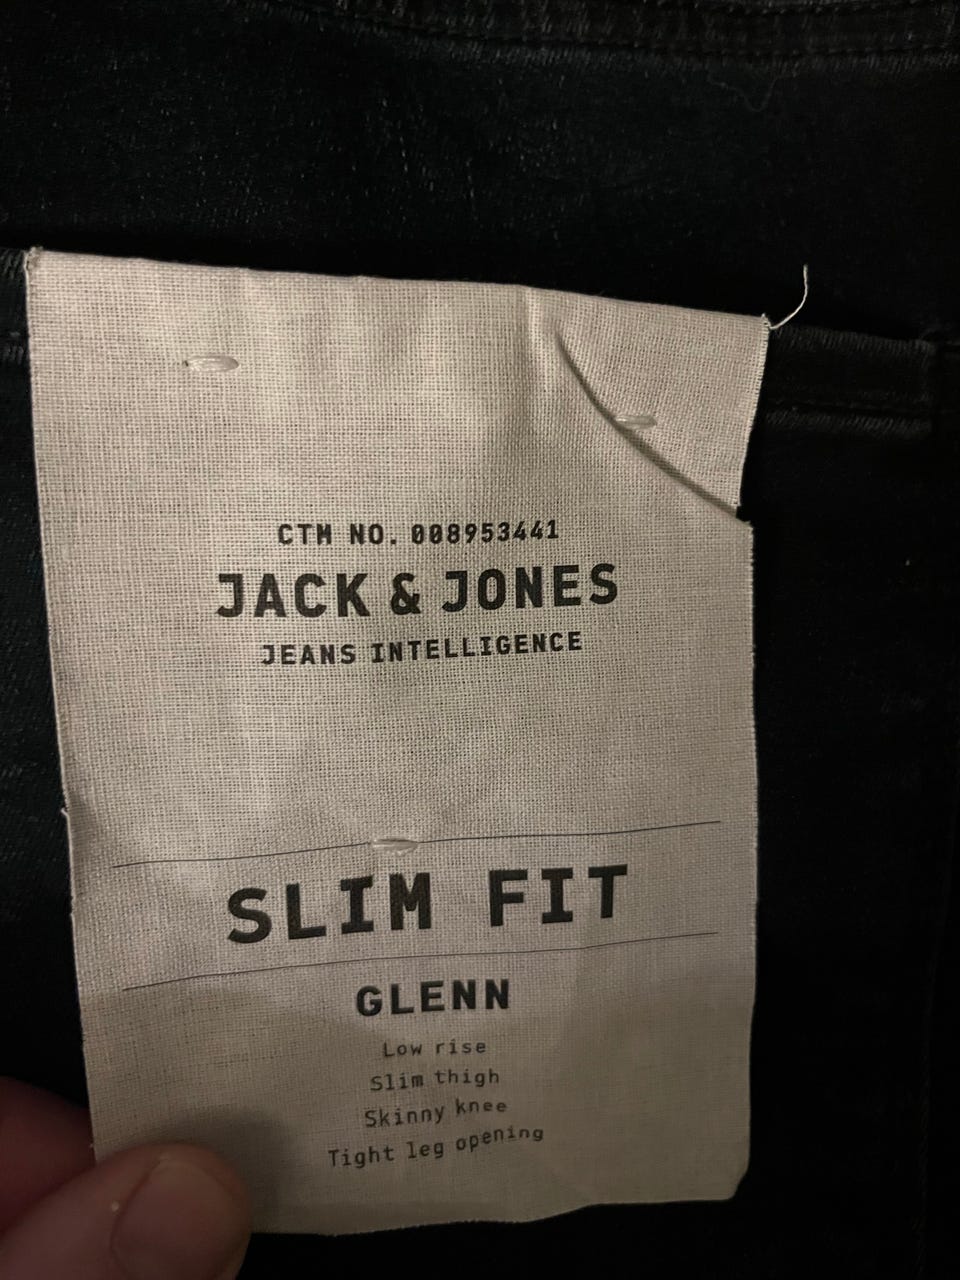 CTM NO. 008953441
JACK & JONES
JEANS INTELLIGENCE
SLIM FIT
GLENN
Low rise
Slim thigh
Skinny knee
Tight leg opening